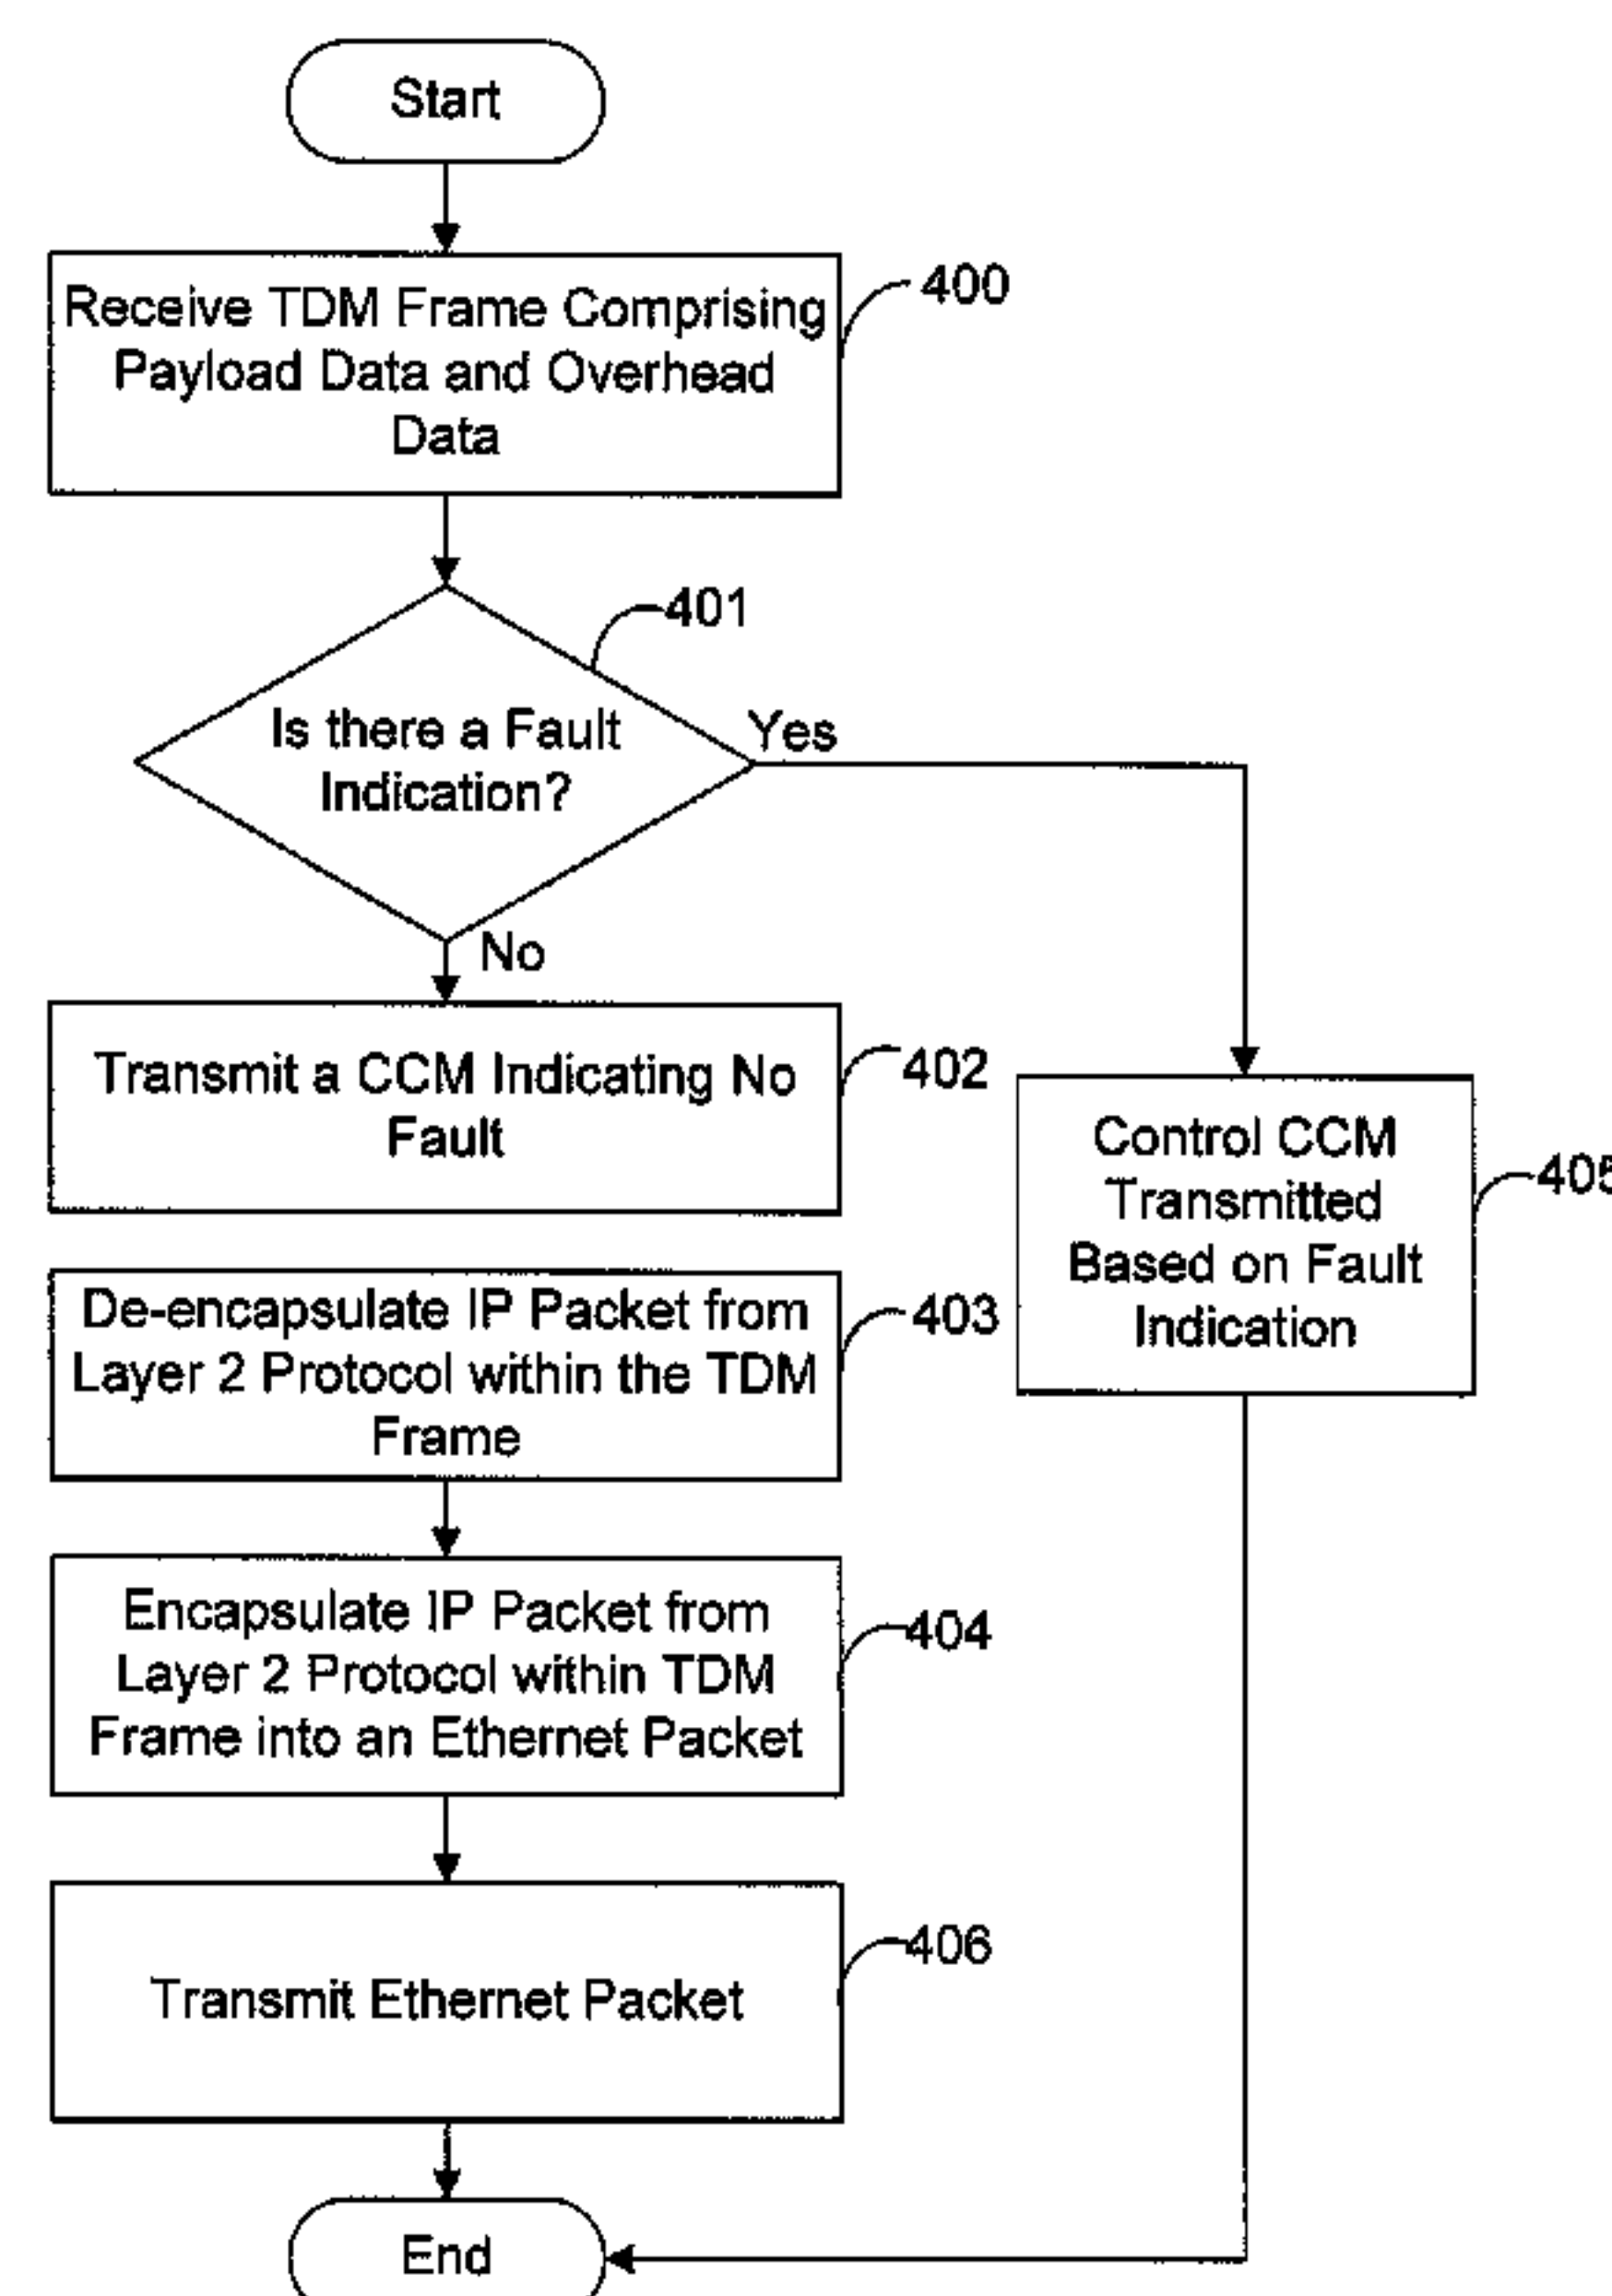 Start
Receive TDM Frame Comprising
Payload Data and Overhead
Data
400
401
Is there a Fault
Indication?
Yes
No
Transmit a CCM Indicating No
Fault
402
Control CCM
Transmitted
Based on Fault
Indication
405
De-encapsulate IP Packet from
Layer 2 Protocol within the TDM
Frame
403
Encapsulate IP Packet from
Layer 2 Protocol within TDM
Frame into an Ethernet Packet
404
Transmit Ethernet Packet
406
End